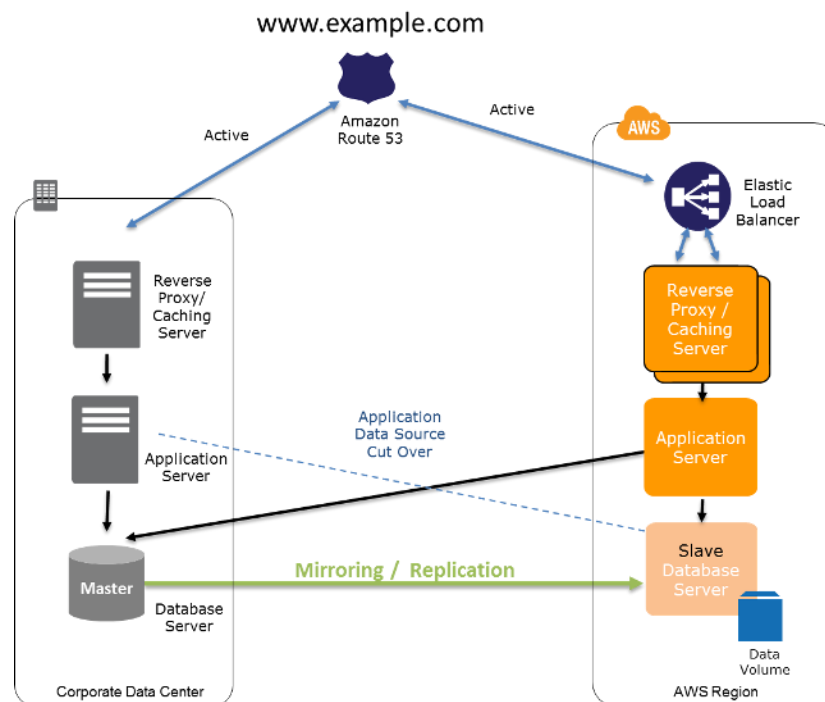 www.example.com
Amazon
Route 53
Active
Active
AWS
Elastic
Load
Balancer
Reverse
Proxy/
Caching
Server
Reverse
Proxy /
Caching
Server
Application
Data Source
Cut Over
Application
Server
Application
Server
Master
Database
Server
Mirroring / Replication
Slave
Database
Server
Data
Volume
Corporate Data Center
AWS Region